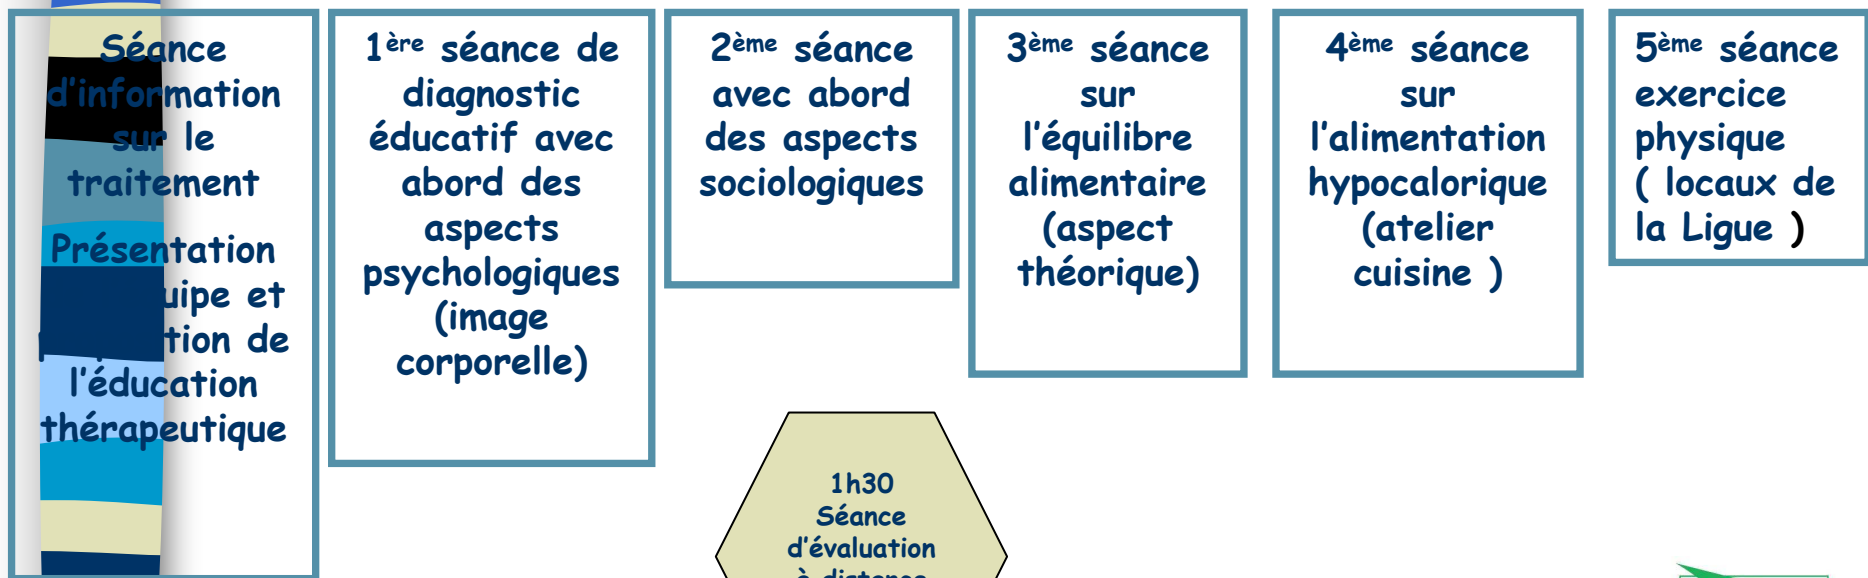 Séance
d'information
sur le
traitement
Présentation
et
de
l'éducation
thérapeutique
1ère séance de
diagnostic
éducatif avec
abord des
aspects
psychologiques
(image
corporelle)
2ème séance
avec abord
des aspects
sociologiques
3ème séance
sur
l'équilibre
alimentaire
(aspect
théorique)
4ème séance
sur
l'alimentation
hypocalorique
(atelier
cuisine )
5ème séance
exercice
physique
( locaux de
la Ligue )
1h30
Séance
d'évaluation
à distance